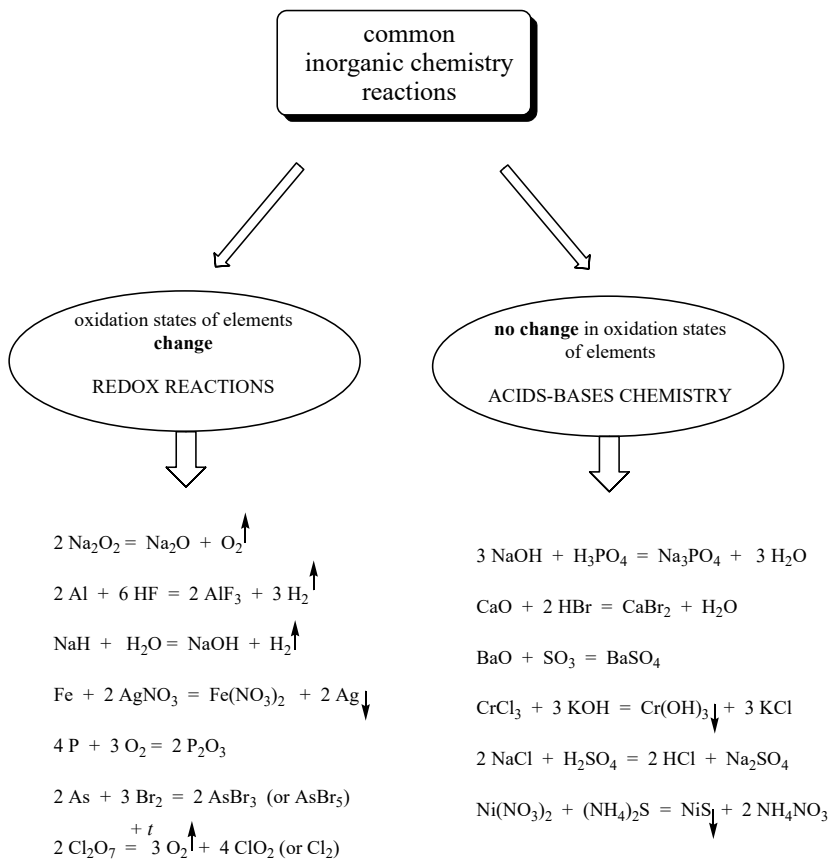 common
inorganic chemistry
reactions
oxidation states of elements
change
REDOX REACTIONS
2 Na₂O₂ = Na₂O + O₂↑
2 Al + 6 HF = 2 AlF₃ + 3 H₂↑
NaH + H₂O = NaOH + H₂↑
Fe + 2 AgNO₃ = Fe(NO₃)₂ + 2 Ag↓
4 P + 3 O₂ = 2 P₂O₃
2 As + 3 Br₂ = 2 AsBr₃ (or AsBr₅)
+ t
2 Cl₂O₇ = 3 O₂↑ + 4 ClO₂ (or Cl₂)
no change in oxidation states
of elements
ACIDS-BASES CHEMISTRY
3 NaOH + H₃PO₄ = Na₃PO₄ + 3 H₂O
CaO + 2 HBr = CaBr₂ + H₂O
BaO + SO₃ = BaSO₄
CrCl₃ + 3 KOH = Cr(OH)₃↓ + 3 KCl
2 NaCl + H₂SO₄ = 2 HCl + Na₂SO₄
Ni(NO₃)₂ + (NH₄)₂S = NiS↓ + 2 NH₄NO₃